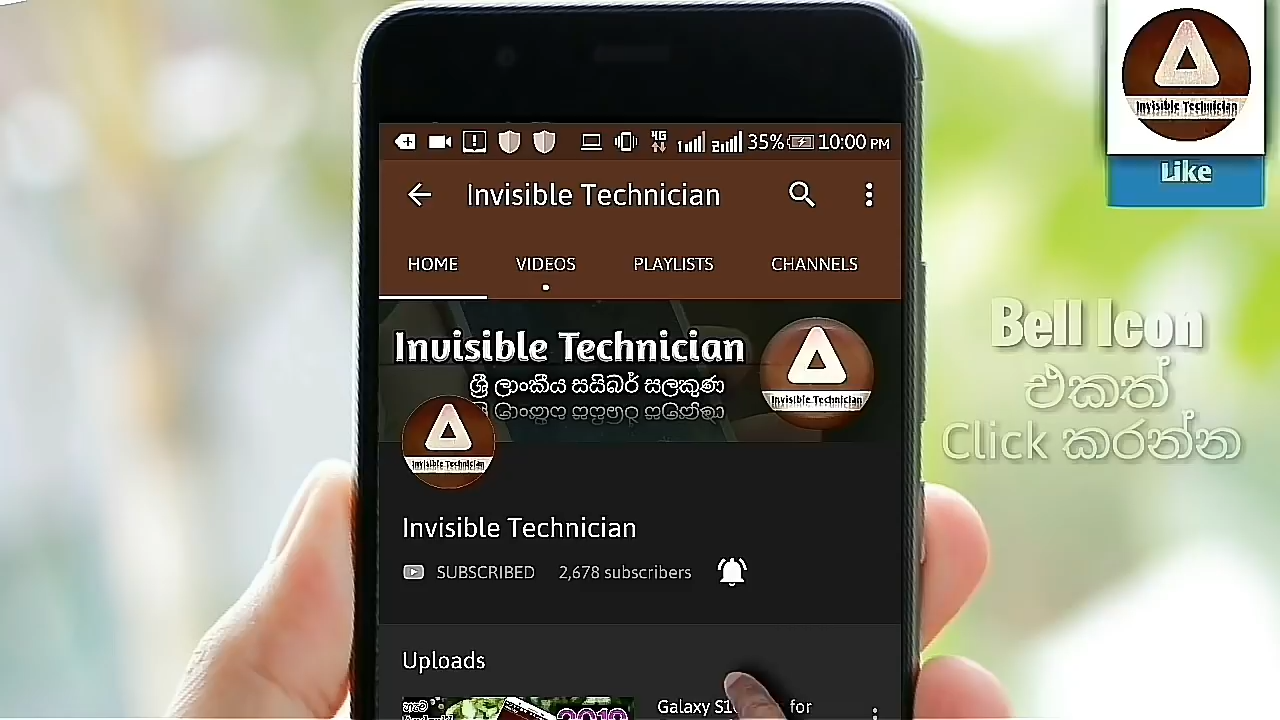 35% 10:00 PM
Invisible Technician
HOME VIDEOS PLAYLISTS CHANNELS
Invisible Technician
ශ්‍රී ලාංකීය සයිබර් සලකුණ
Invisible Technician
Invisible Technician
Invisible Technician
SUBSCRIBED 2,678 subscribers
Uploads
Galaxy for
2019
Invisible Technician
Like
Bell Icon
එකත්
Click කරන්න